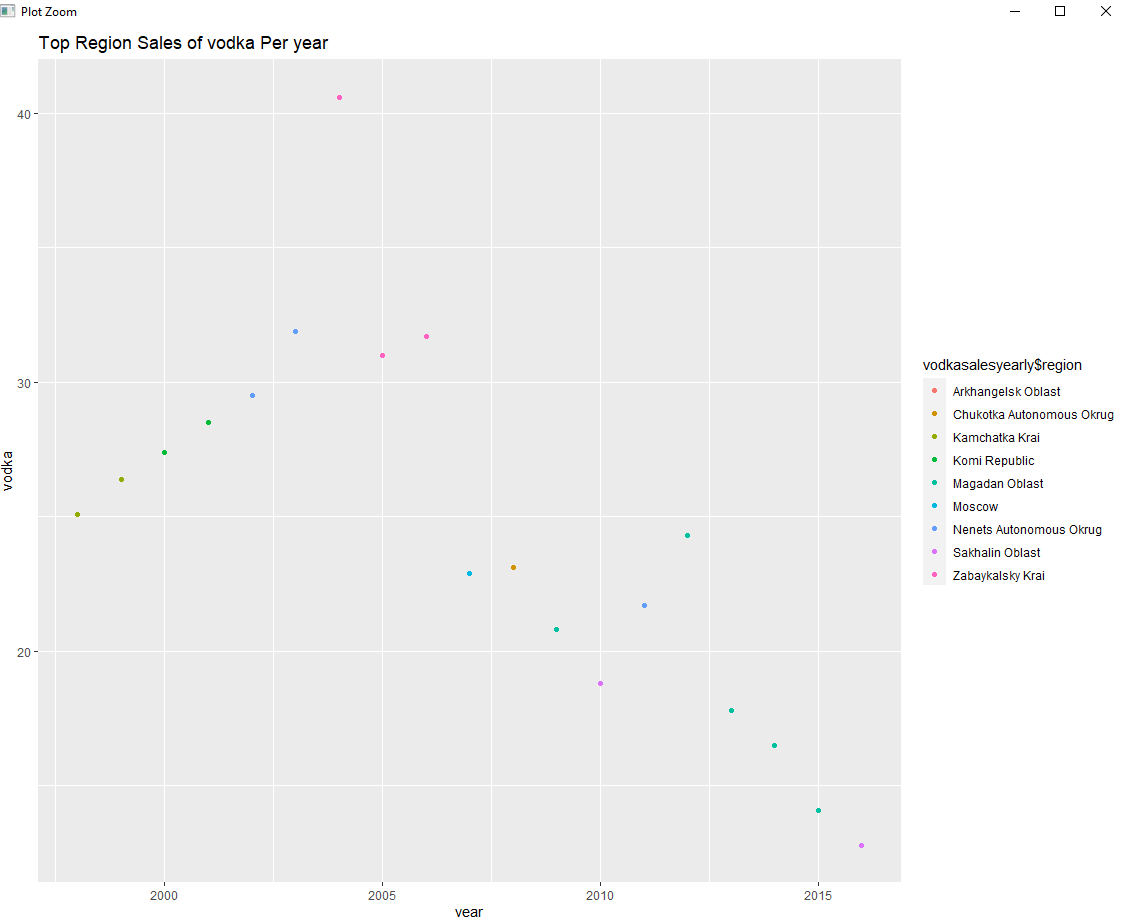 Plot Zoom
Top Region Sales of vodka Per year
40
30
20
vodka
2000
2005
2010
2015
year
vodkasalesyearly$region
Arkhangelsk Oblast
Chukotka Autonomous Okrug
Kamchatka Krai
Komi Republic
Magadan Oblast
Moscow
Nenets Autonomous Okrug
Sakhalin Oblast
Zabaykalsky Krai